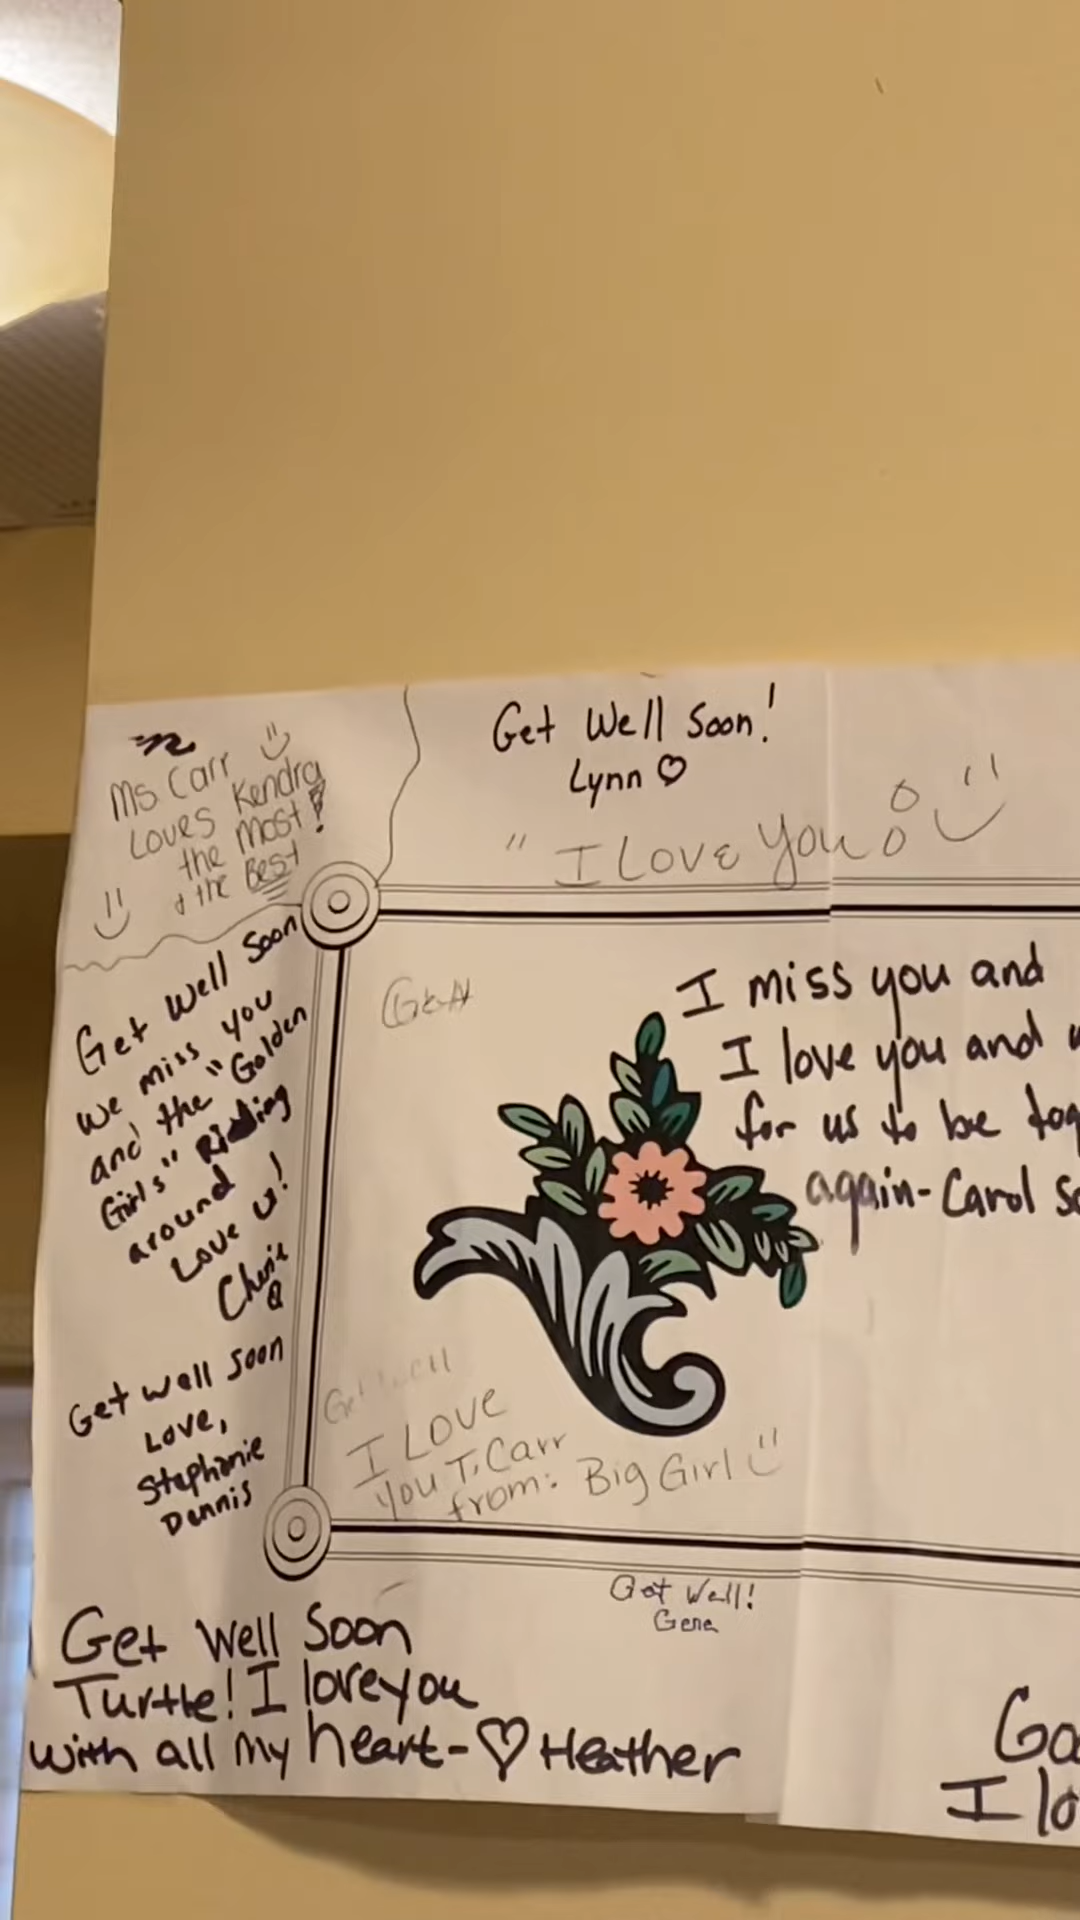 Ms Carr
Loves Kendra
the Most!
& the Best
Get Well Soon!
Lynn
"I Love You
Get Well Soon
we miss you
and the "Golden
Girls" Riding
around
Love U!
Get well soon
Love,
Stephanie
Dennis
I miss you and
I love you and
for us to be
again- Carol
Get Well
I Love
you T. Carr
from: Big Girl
Get Well!
Gena
Get Well Soon
Turtle! I love you
with all my heart- Heather
I